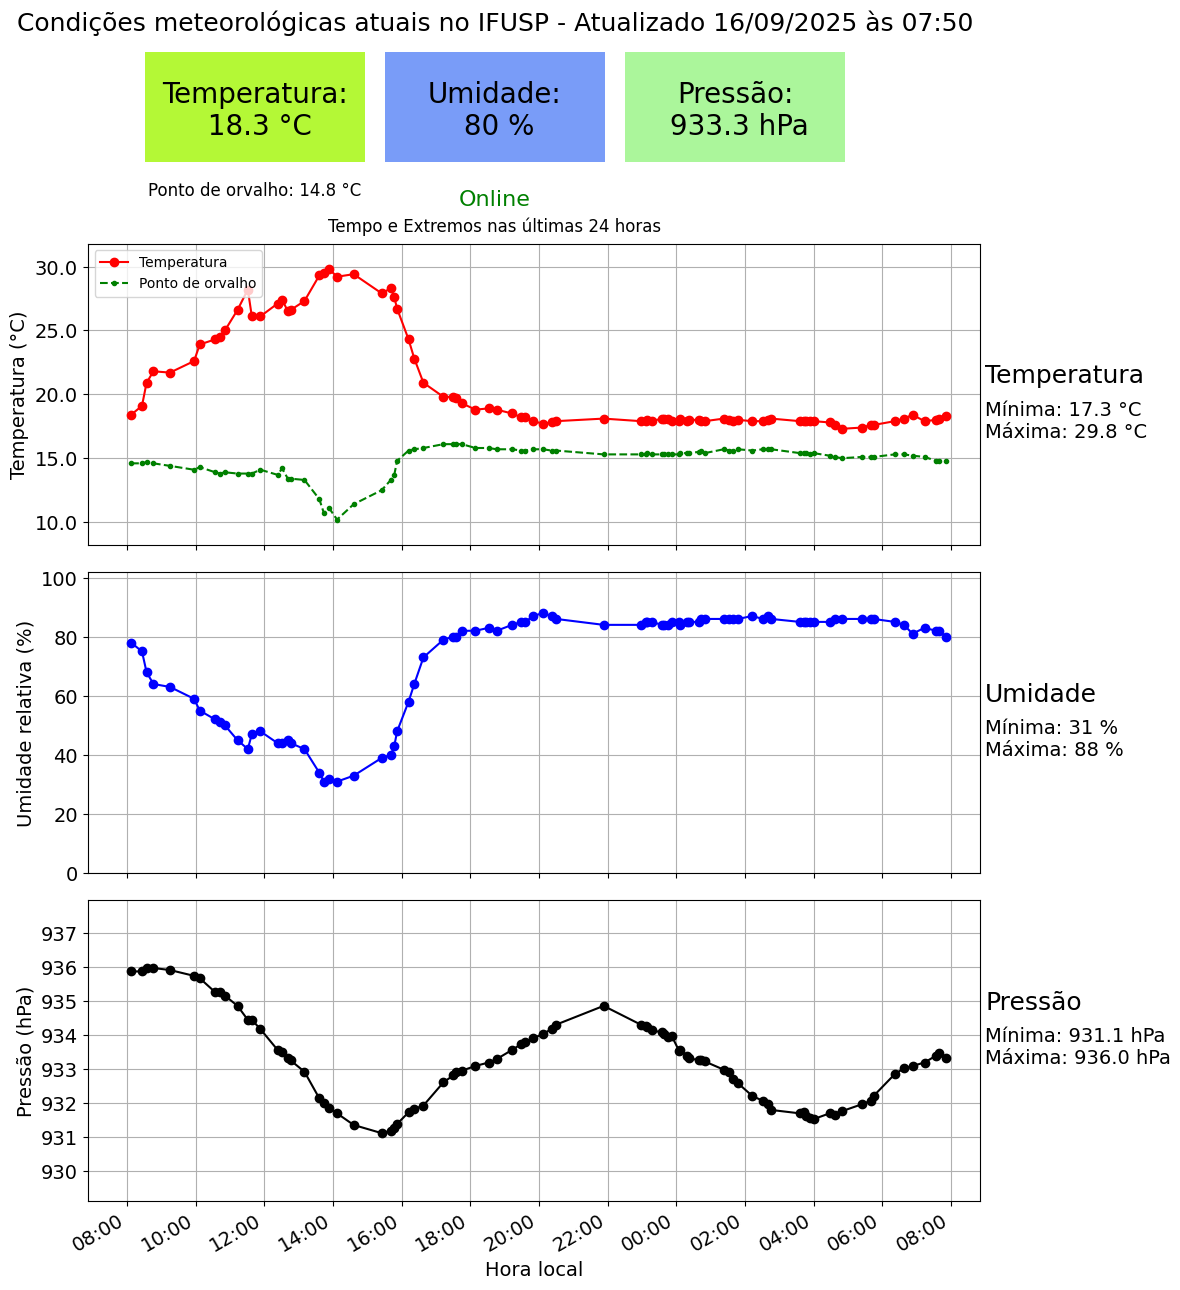 Condições meteorológicas atuais no IFUSP - Atualizado 16/09/2025 às 07:50
Temperatura:
18.3 °C
Umidade:
80 %
Pressão:
933.3 hPa
Ponto de orvalho: 14.8 °C
Online
Tempo e Extremos nas últimas 24 horas
Temperatura
Ponto de orvalho
Temperatura (°C)
30.0
25.0
20.0
15.0
10.0
Temperatura
Mínima: 17.3 °C
Máxima: 29.8 °C
Umidade relativa (%)
100
80
60
40
20
0
Umidade
Mínima: 31 %
Máxima: 88 %
Pressão (hPa)
937
936
935
934
933
932
931
930
Pressão
Mínima: 931.1 hPa
Máxima: 936.0 hPa
08:00 10:00 12:00 14:00 16:00 18:00 20:00 22:00 00:00 02:00 04:00 06:00 08:00
Hora local